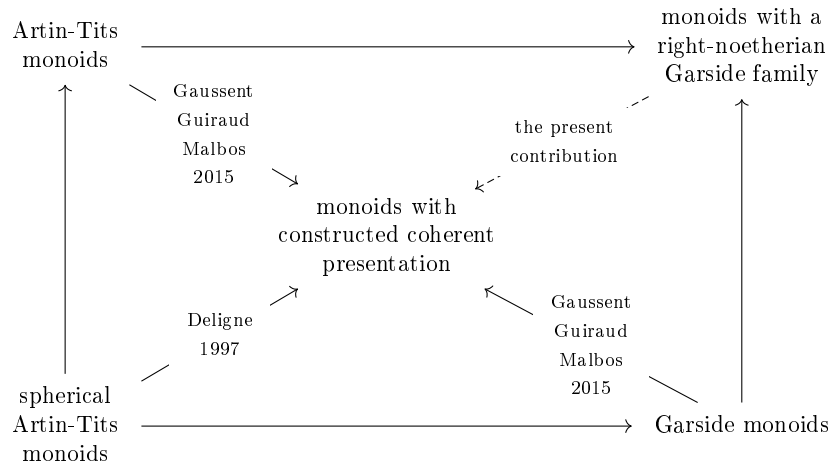 Artin-Tits
monoids
monoids with a
right-noetherian
Garside family
Gaussent
Guiraud
Malbos
2015
the present
contribution
monoids with
constructed coherent
presentation
Deligne
1997
Gaussent
Guiraud
Malbos
2015
spherical
Artin-Tits
monoids
Garside monoids